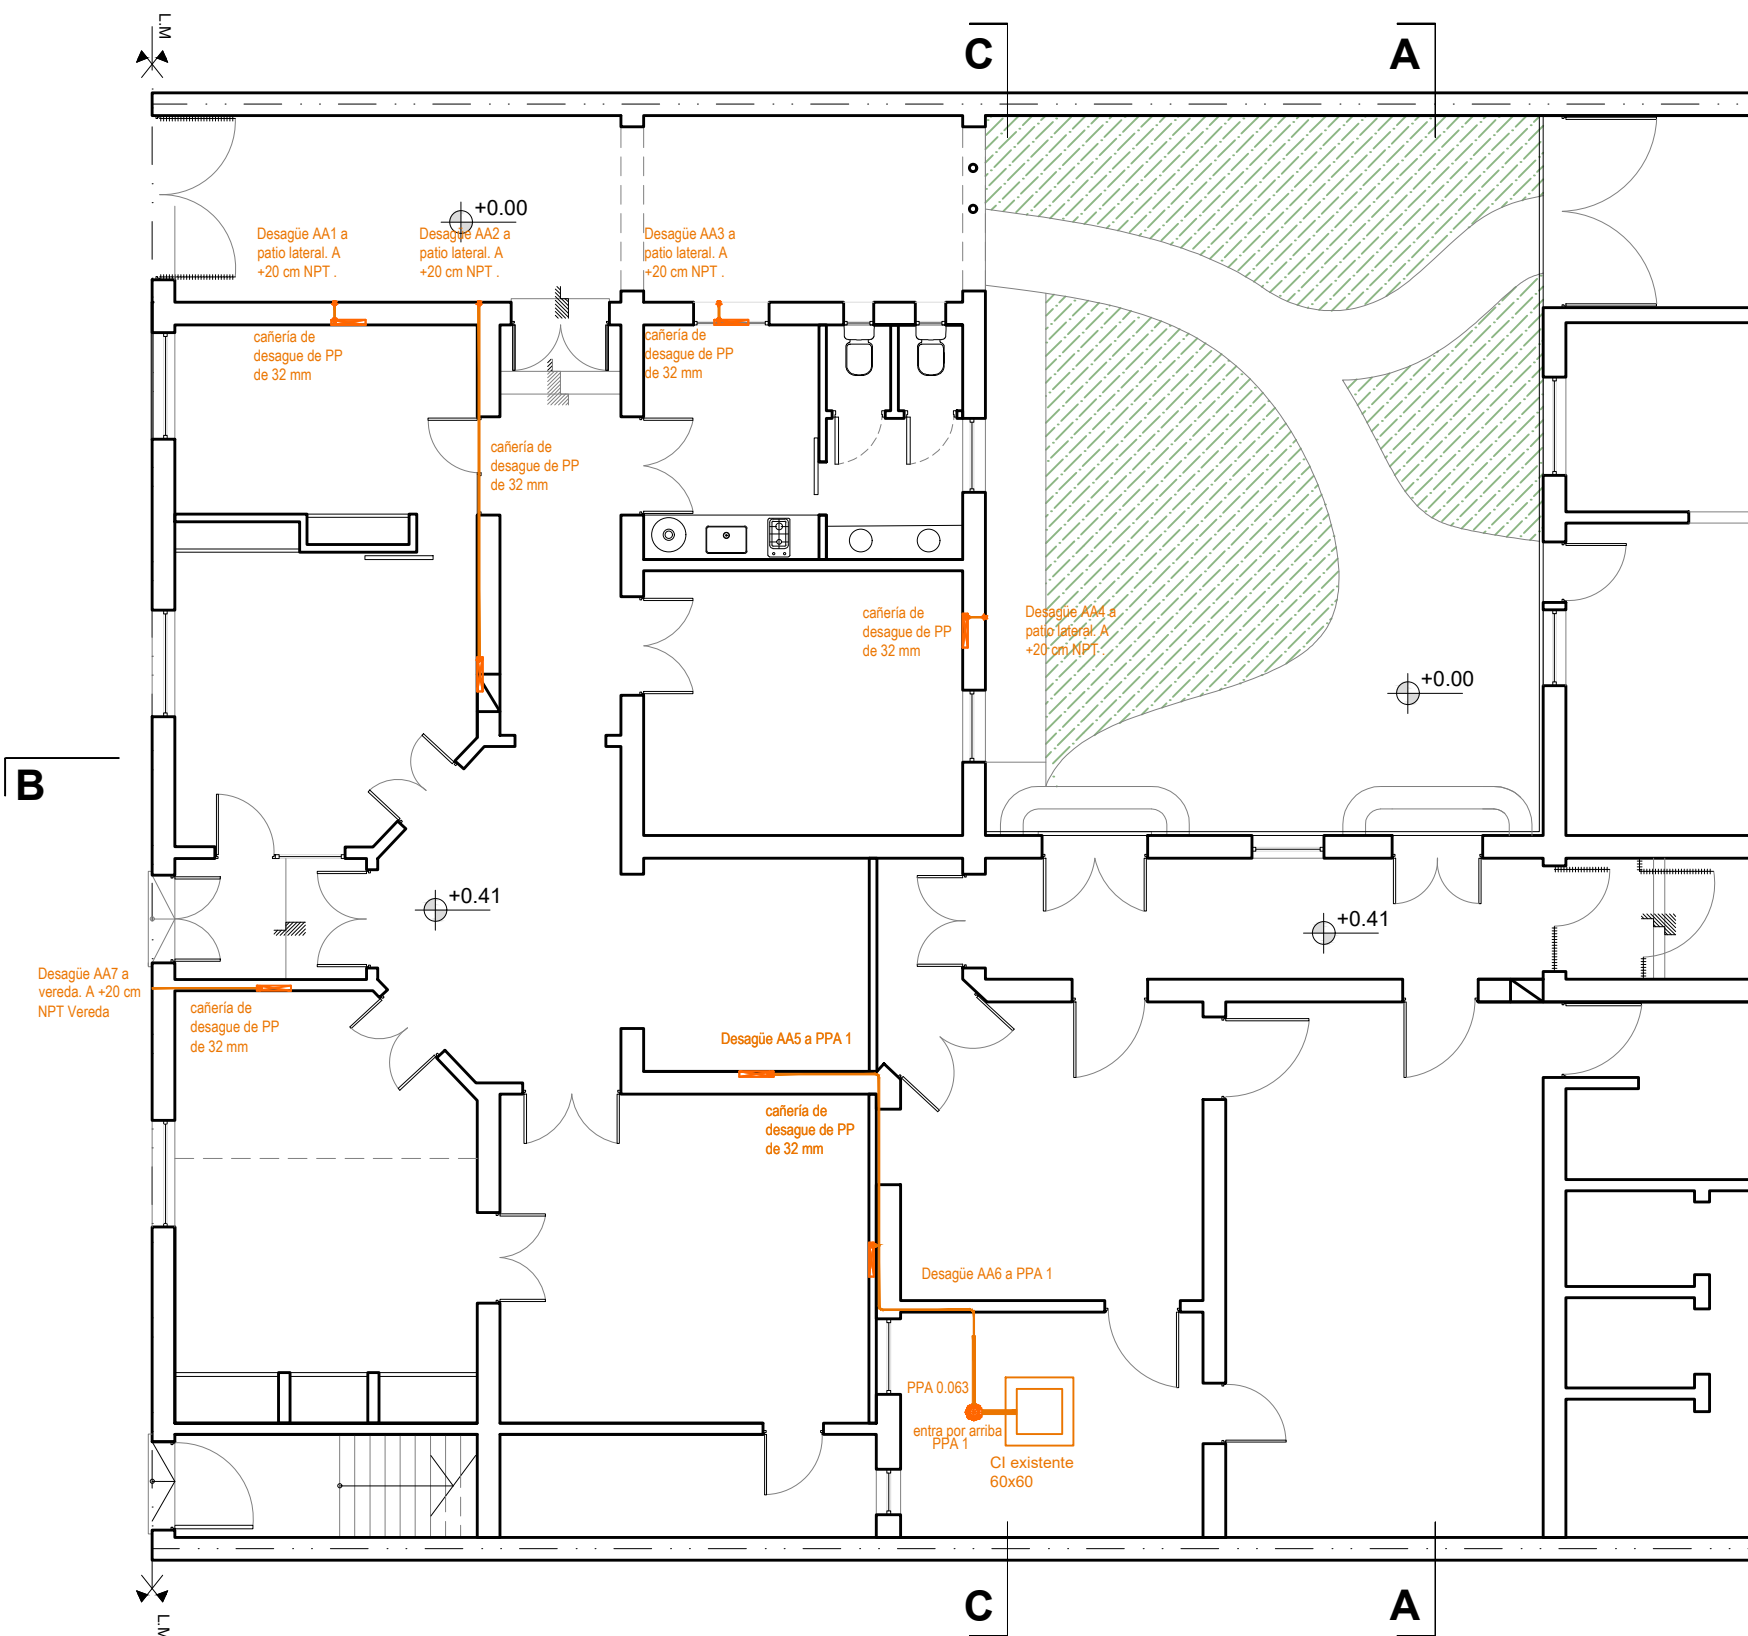 L.M
C
A
+0.00
Desagüe AA1 a
patio lateral. A
+20 cm NPT .
Desagüe AA2 a
patio lateral. A
+20 cm NPT .
Desagüe AA3 a
patio lateral. A
+20 cm NPT .
cañería de
desague de PP
de 32 mm
cañería de
desague de PP
de 32 mm
cañería de
desague de PP
de 32 mm
cañería de
desague de PP
de 32 mm
Desagüe AA4 a
patio lateral. A
+20 cm NPT .
+0.00
B
+0.41
+0.41
Desagüe AA7 a
vereda. A +20 cm
NPT Vereda
cañería de
desague de PP
de 32 mm
Desagüe AA5 a PPA 1
cañería de
desague de PP
de 32 mm
Desagüe AA6 a PPA 1
PPA 0.063
entra por arriba
PPA 1
CI existente
60x60
C
A
L.M